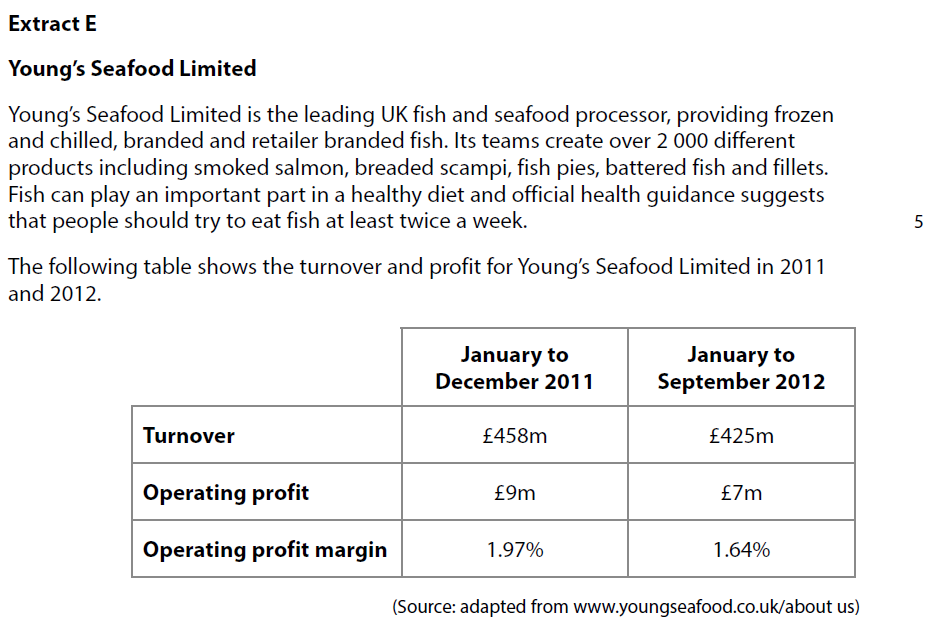 Extract E
Young’s Seafood Limited
Young’s Seafood Limited is the leading UK fish and seafood processor, providing frozen
and chilled, branded and retailer branded fish. Its teams create over 2 000 different
products including smoked salmon, breaded scampi, fish pies, battered fish and fillets.
Fish can play an important part in a healthy diet and official health guidance suggests
that people should try to eat fish at least twice a week. 5
The following table shows the turnover and profit for Young’s Seafood Limited in 2011
and 2012.
January to January to
December 2011 September 2012
Turnover £458m £425m
Operating profit £9m £7m
Operating profit margin 1.97% 1.64%
(Source: adapted from www.youngseafood.co.uk/about us)